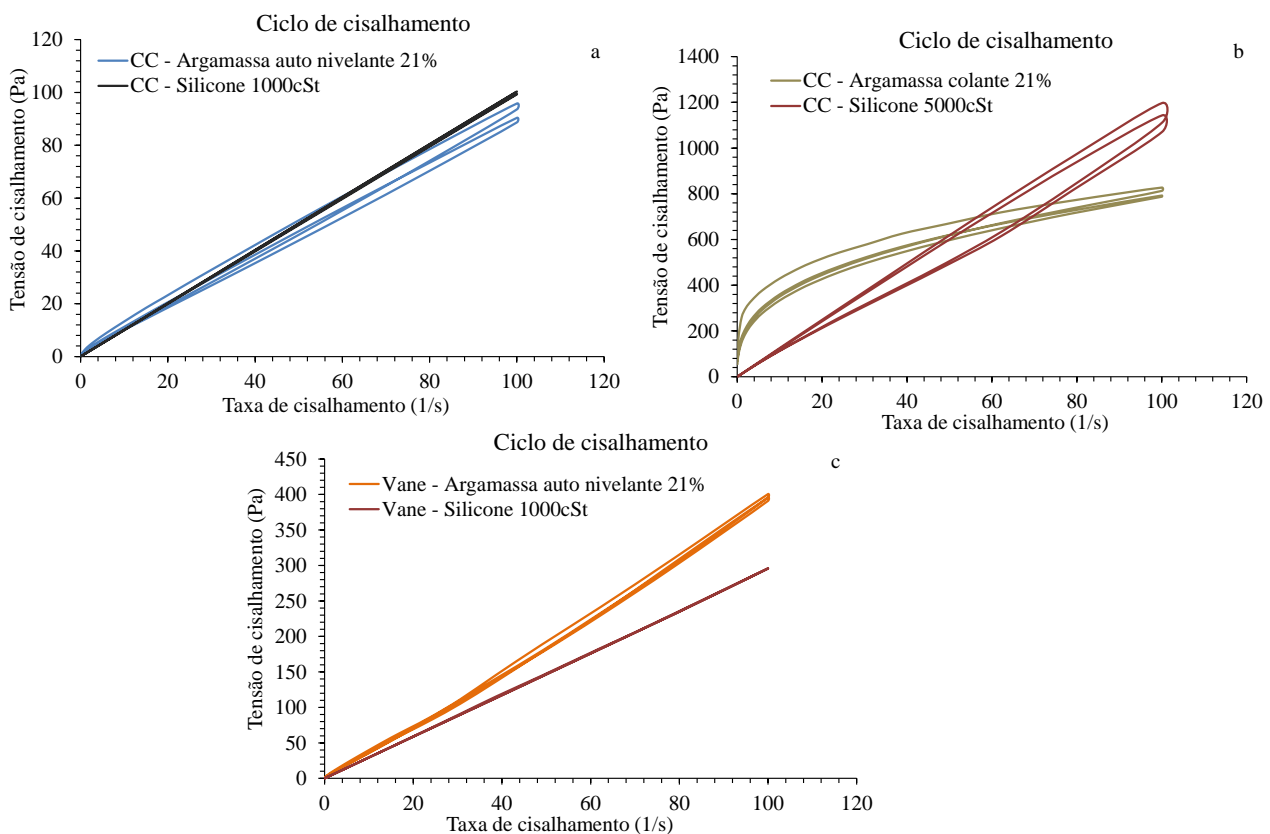 Ciclo de cisalhamento
a
CC - Argamassa auto nivelante 21%
CC - Silicone 1000cSt
Tensão de cisalhamento (Pa)
120
100
80
60
40
20
0
0 20 40 60 80 100 120
Taxa de cisalhamento (1/s)
Ciclo de cisalhamento
b
CC - Argamassa colante 21%
CC - Silicone 5000cSt
Tensão de cisalhamento (Pa)
1400
1200
1000
800
600
400
200
0
0 20 40 60 80 100 120
Taxa de cisalhamento (1/s)
Ciclo de cisalhamento
c
Vane - Argamassa auto nivelante 21%
Vane - Silicone 1000cSt
Tensão de cisalhamento (Pa)
450
400
350
300
250
200
150
100
50
0
0 20 40 60 80 100 120
Taxa de cisalhamento (1/s)